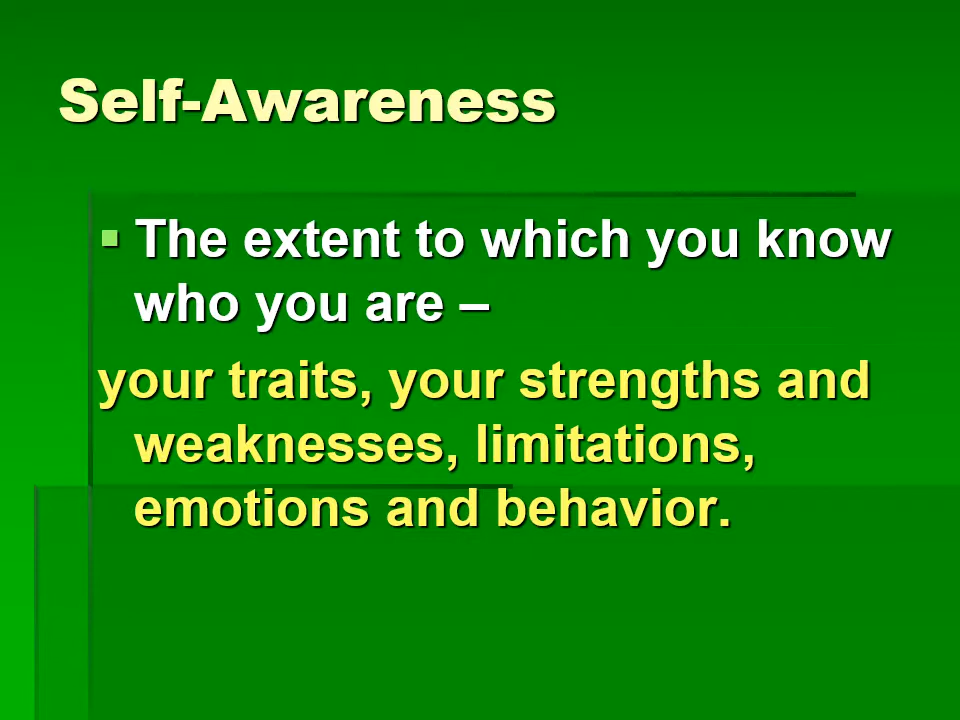 Self-Awareness
The extent to which you know
who you are –
your traits, your strengths and
weaknesses, limitations,
emotions and behavior.